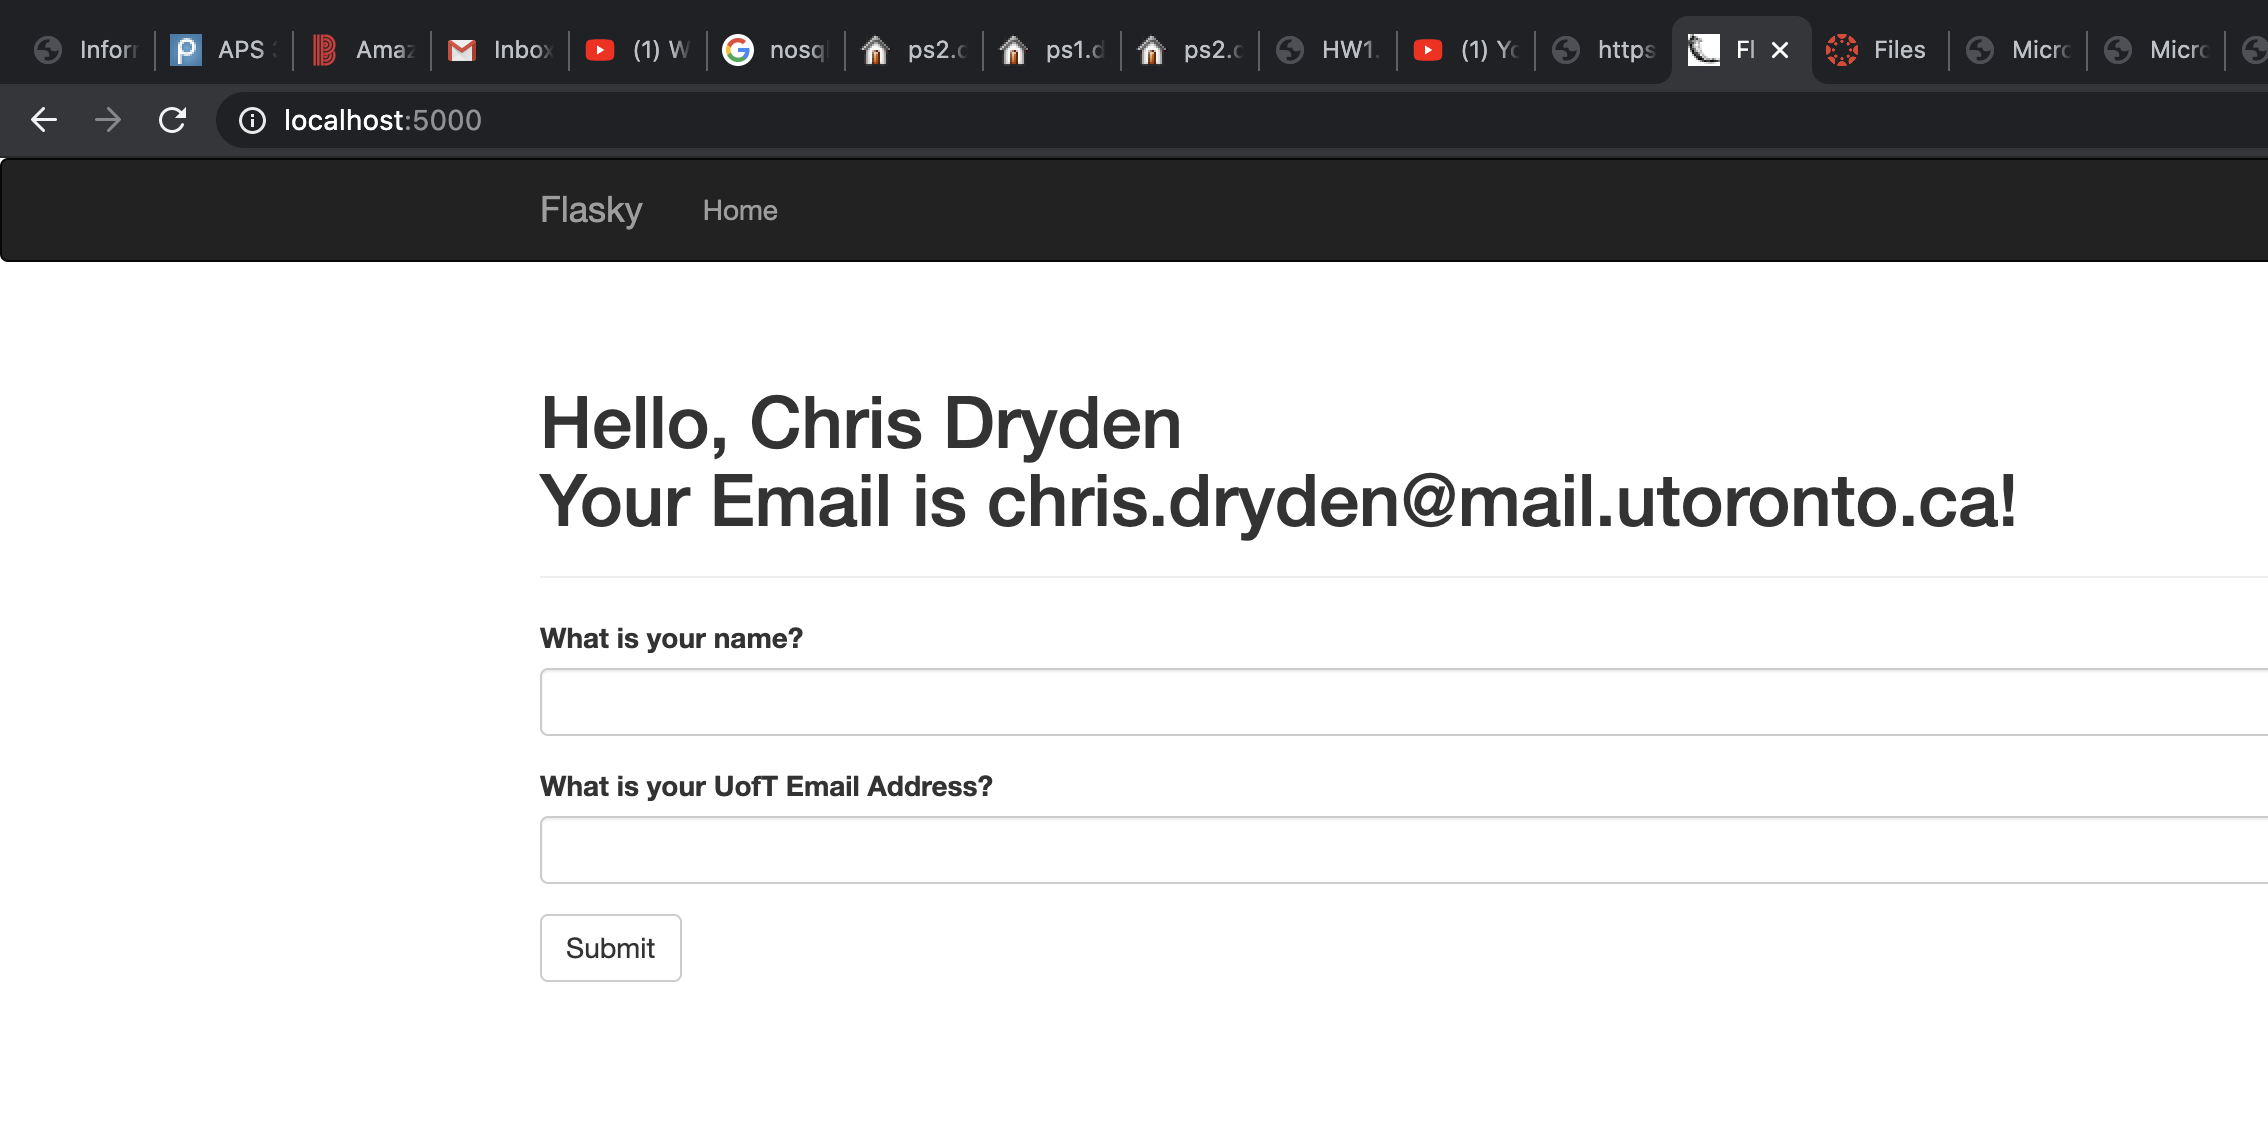 Inforr APS Amaz Inbox (1) W nosql ps2.c ps1.d ps2.c HW1. (1) Yo https Fl Files Micro Micro
localhost:5000
Flasky Home
Hello, Chris Dryden
Your Email is chris.dryden@mail.utoronto.ca!
What is your name?
What is your UofT Email Address?
Submit